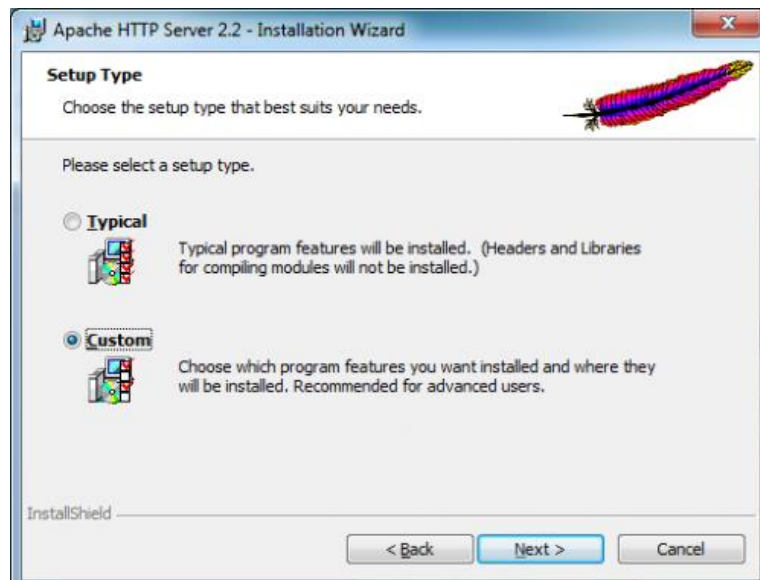 Apache HTTP Server 2.2 - Installation Wizard
Setup Type
Choose the setup type that best suits your needs.
Please select a setup type.
Typical
Typical program features will be installed. (Headers and Libraries
for compiling modules will not be installed.)
Custom
Choose which program features you want installed and where they
will be installed. Recommended for advanced users.
InstallShield
< Back
Next >
Cancel